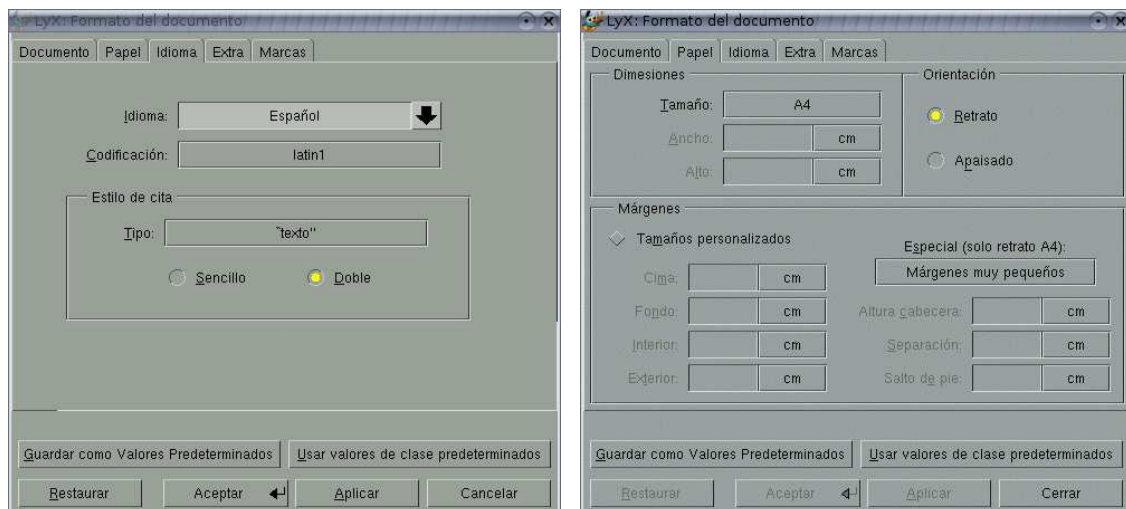 LyX: Formato del documento
Documento Papel Idioma Extra Marcas
Idioma: Español
Codificación: latin1
Estilo de cita
Tipo: "texto"
Sencillo Doble
Guardar como Valores Predeterminados Usar valores de clase predeterminados
Restaurar Aceptar Aplicar Cancelar
LyX: Formato del documento
Documento Papel Idioma Extra Marcas
Dimesiones
Tamaño: A4
Ancho: cm
Alto: cm
Orientación
Retrato
Apaisado
Márgenes
Tamaños personalizados
Cima: cm
Fondo: cm
Interior: cm
Exterior: cm
Especial (solo retrato A4):
Márgenes muy pequeños
Altura cabecera: cm
Separación: cm
Salto de pie: cm
Guardar como Valores Predeterminados Usar valores de clase predeterminados
Restaurar Aceptar Aplicar Cerrar